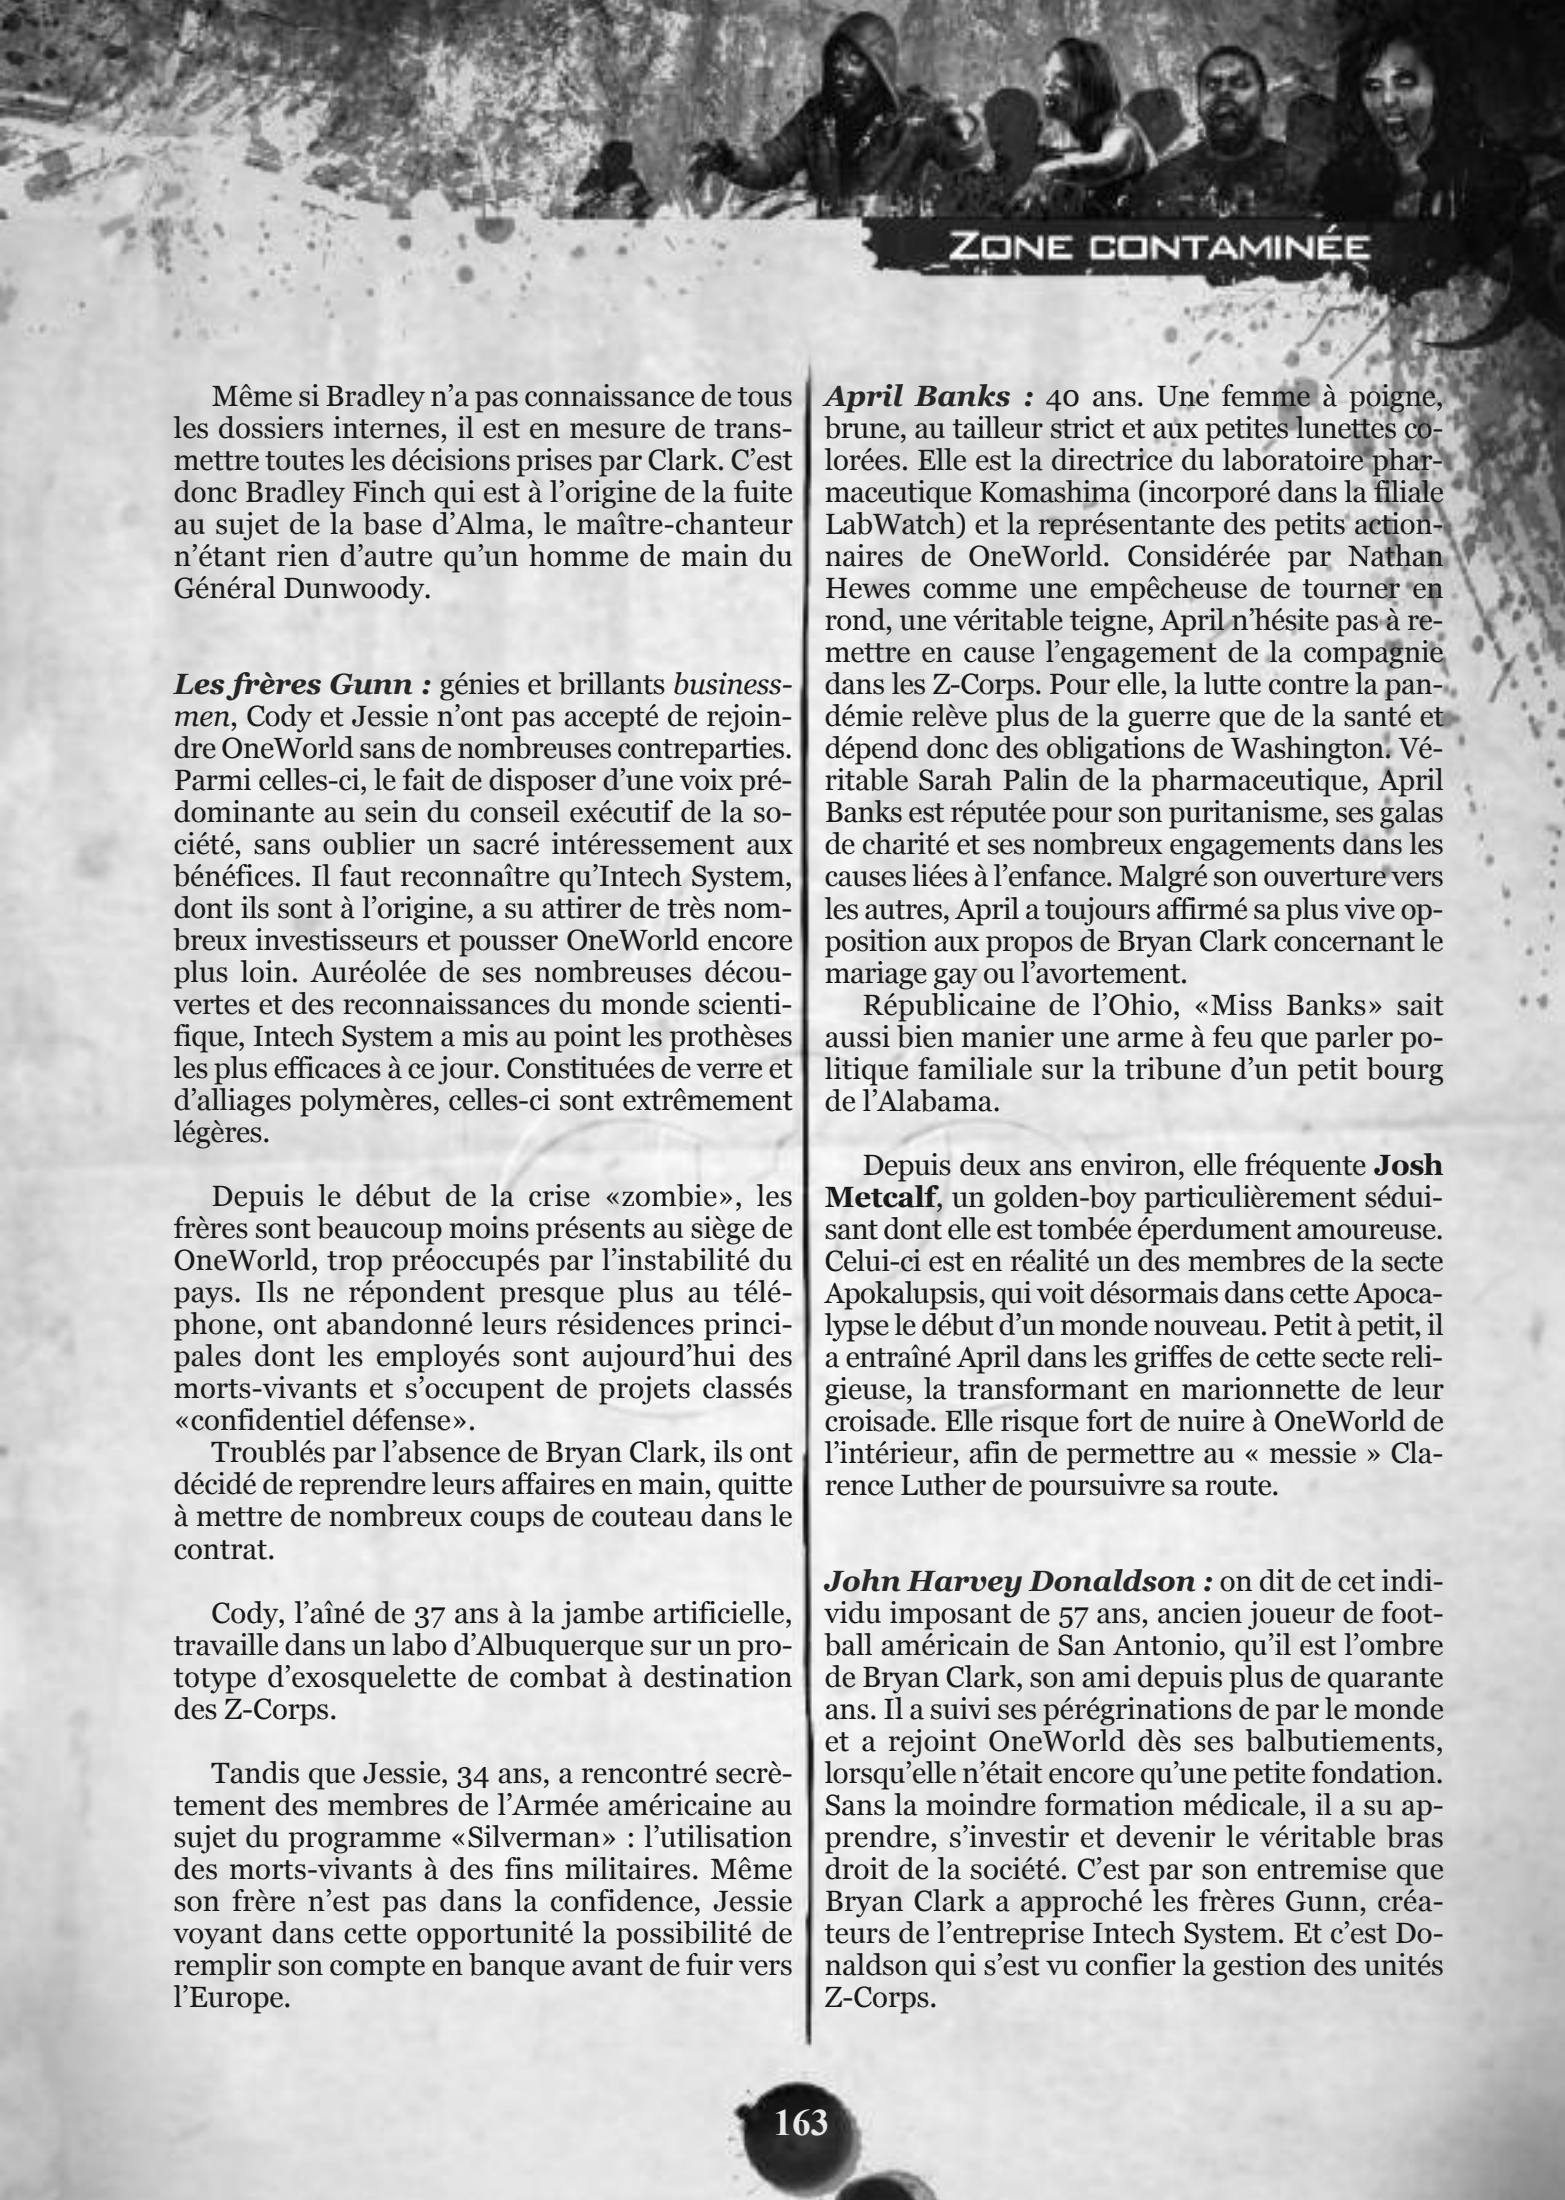 ZONE CONTAMINÉE
Même si Bradley n'a pas connaissance de tous
les dossiers internes, il est en mesure de trans-
mettre toutes les décisions prises par Clark. C'est
donc Bradley Finch qui est à l'origine de la fuite
au sujet de la base d'Alma, le maître-chanteur
n'étant rien d'autre qu'un homme de main du
Général Dunwoody.
Les frères Gunn : génies et brillants business-
men, Cody et Jessie n'ont pas accepté de rejoin-
dre OneWorld sans de nombreuses contreparties.
Parmi celles-ci, le fait de disposer d'une voix pré-
dominante au sein du conseil exécutif de la so-
ciété, sans oublier un sacré intéressement aux
bénéfices. Il faut reconnaître qu'Intech System,
dont ils sont à l'origine, a su attirer de très nom-
breux investisseurs et pousser OneWorld encore
plus loin. Auréolée de ses nombreuses décou-
vertes et des reconnaissances du monde scienti-
fique, Intech System a mis au point les prothèses
les plus efficaces à ce jour. Constituées de verre et
d'alliages polymères, celles-ci sont extrêmement
légères.
Depuis le début de la crise «zombie», les
frères sont beaucoup moins présents au siège de
OneWorld, trop préoccupés par l'instabilité du
pays. Ils ne répondent presque plus au télé-
phone, ont abandonné leurs résidences princi-
pales dont les employés sont aujourd'hui des
morts-vivants et s'occupent de projets classés
«confidentiel défense».
Troublés par l'absence de Bryan Clark, ils ont
décidé de reprendre leurs affaires en main, quitte
à mettre de nombreux coups de couteau dans le
contrat.
Cody, l'aîné de 37 ans à la jambe artificielle,
travaille dans un labo d'Albuquerque sur un pro-
totype d'exosquelette de combat à destination
des Z-Corps.
Tandis que Jessie, 34 ans, a rencontré secrè-
tement des membres de l'Armée américaine au
sujet du programme «Silverman» : l'utilisation
des morts-vivants à des fins militaires. Même
son frère n'est pas dans la confidence, Jessie
voyant dans cette opportunité la possibilité de
remplir son compte en banque avant de fuir vers
l'Europe.
April Banks : 40 ans. Une femme à poigne,
brune, au tailleur strict et aux petites lunettes co-
lorées. Elle est la directrice du laboratoire phar-
maceutique Komashima (incorporé dans la filiale
LabWatch) et la représentante des petits action-
naires de OneWorld. Considérée par Nathan
Hewes comme une empêcheuse de tourner en
rond, une véritable teigne, April n'hésite pas à re-
mettre en cause l'engagement de la compagnie
dans les Z-Corps. Pour elle, la lutte contre la pan-
démie relève plus de la guerre que de la santé et
dépend donc des obligations de Washington. Vé-
ritable Sarah Palin de la pharmaceutique, April
Banks est réputée pour son puritanisme, ses galas
de charité et ses nombreux engagements dans les
causes liées à l'enfance. Malgré son ouverture vers
les autres, April a toujours affirmé sa plus vive op-
position aux propos de Bryan Clark concernant le
mariage gay ou l'avortement.
Républicaine de l'Ohio, «Miss Banks» sait
aussi bien manier une arme à feu que parler po-
litique familiale sur la tribune d'un petit bourg
de l'Alabama.
Depuis deux ans environ, elle fréquente Josh
Metcalf, un golden-boy particulièrement sédui-
sant dont elle est tombée éperdument amoureuse.
Celui-ci est en réalité un des membres de la secte
Apokalupsis, qui voit désormais dans cette Apoca-
lypse le début d'un monde nouveau. Petit à petit, il
a entraîné April dans les griffes de cette secte reli-
gieuse, la transformant en marionnette de leur
croisade. Elle risque fort de nuire à OneWorld de
l'intérieur, afin de permettre au « messie » Cla-
rence Luther de poursuivre sa route.
John Harvey Donaldson : on dit de cet indi-
vidu imposant de 57 ans, ancien joueur de foot-
ball américain de San Antonio, qu'il est l'ombre
de Bryan Clark, son ami depuis plus de quarante
ans. Il a suivi ses pérégrinations de par le monde
et a rejoint OneWorld dès ses balbutiements,
lorsqu'elle n'était encore qu'une petite fondation.
Sans la moindre formation médicale, il a su ap-
prendre, s'investir et devenir le véritable bras
droit de la société. C'est par son entremise que
Bryan Clark a approché les frères Gunn, créa-
teurs de l'entreprise Intech System. Et c'est Do-
naldson qui s'est vu confier la gestion des unités
Z-Corps.
163